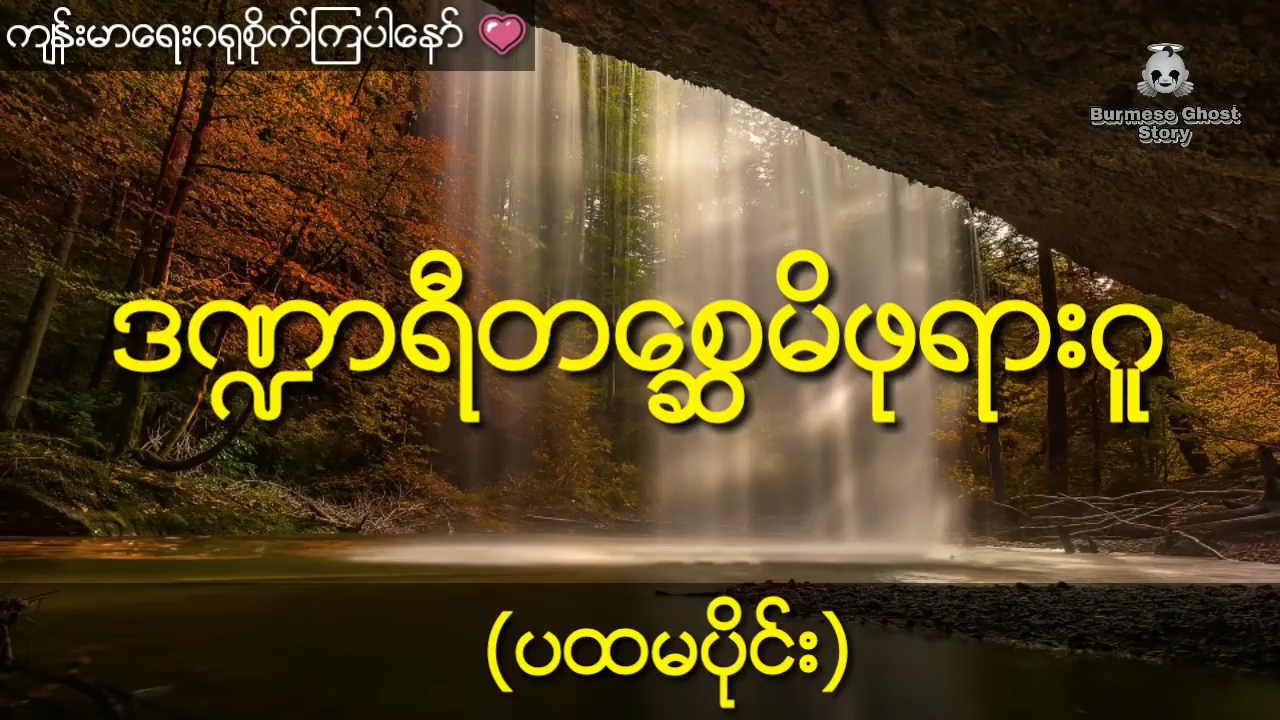 ကျန်းမာရေးဂရုစိုက်ကြပါနော် 💗
Burmese Ghost
Story
ဒဏ္ဍာရီတစ္ဆေမိဖုရားဂူ
(ပထမပိုင်း)